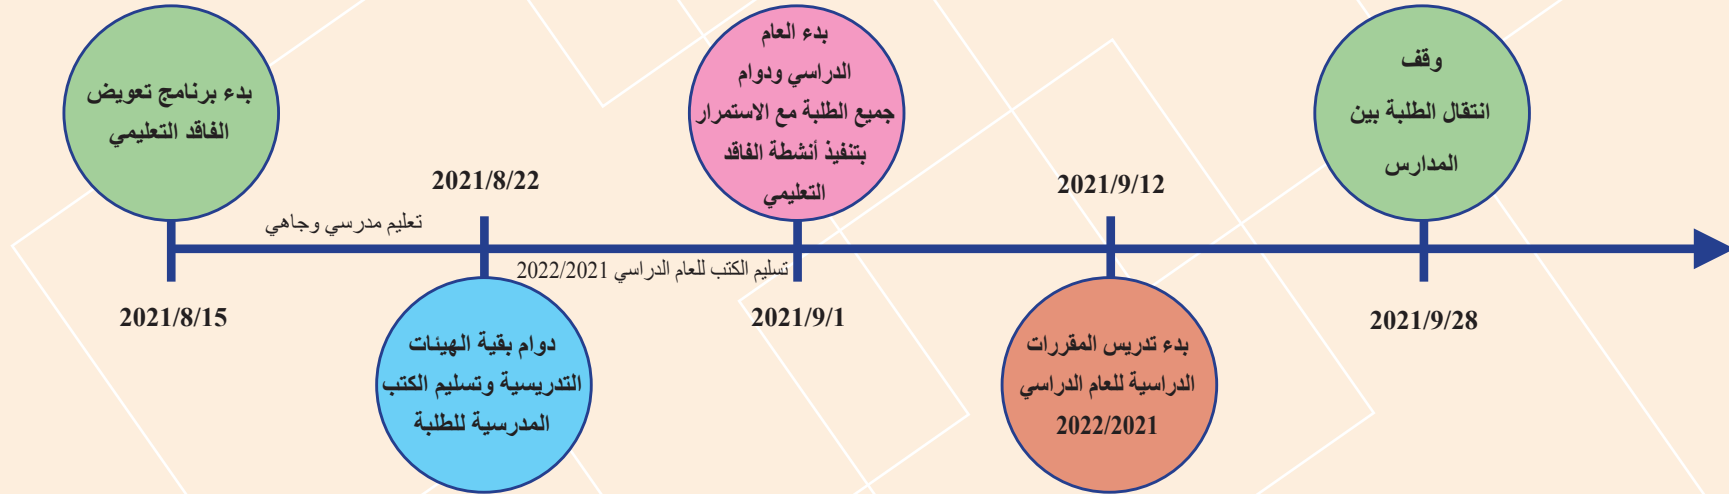 بدء برنامج تعويض
الفاقد التعليمي
2021/8/15
تعليم مدرسي وجاهي
2021/8/22
دوام بقية الهيئات
التدريسية وتسليم الكتب
المدرسية للطلبة
تسليم الكتب للعام الدراسي 2022/2021
بدء العام
الدراسي ودوام
جميع الطلبة مع الاستمرار
بتنفيذ أنشطة الفاقد
التعليمي
2021/9/1
2021/9/12
بدء تدريس المقررات
الدراسية للعام الدراسي
2022/2021
وقف
انتقال الطلبة بين
المدارس
2021/9/28